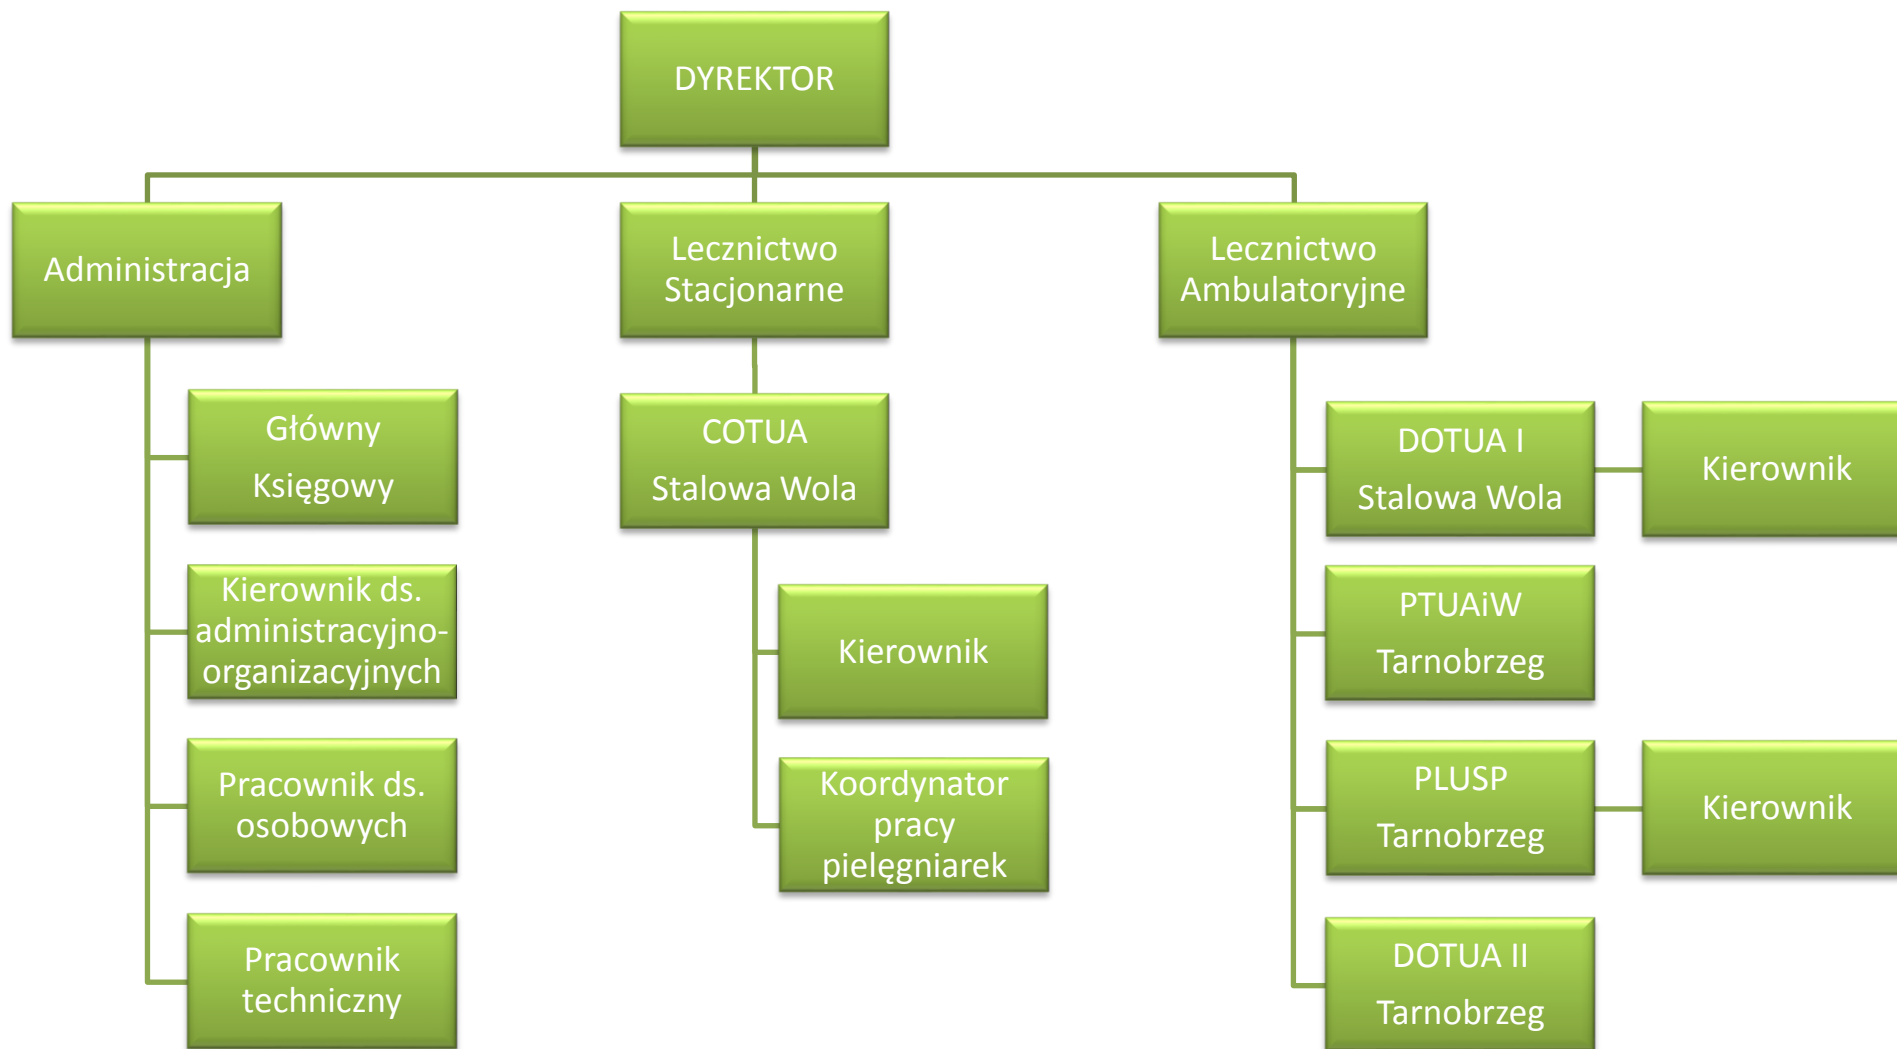 DYREKTOR
Administracja
Lecznictwo
Stacjonarne
Lecznictwo
Ambulatoryjne
Główny
Księgowy
Kierownik ds.
administracyjno-
organizacyjnych
Pracownik ds.
osobowych
Pracownik
techniczny
COTUA
Stalowa Wola
Kierownik
Koordynator
pracy
pielęgniarek
DOTUA I
Stalowa Wola
Kierownik
PTUAiW
Tarnobrzeg
PLUSP
Tarnobrzeg
Kierownik
DOTUA II
Tarnobrzeg